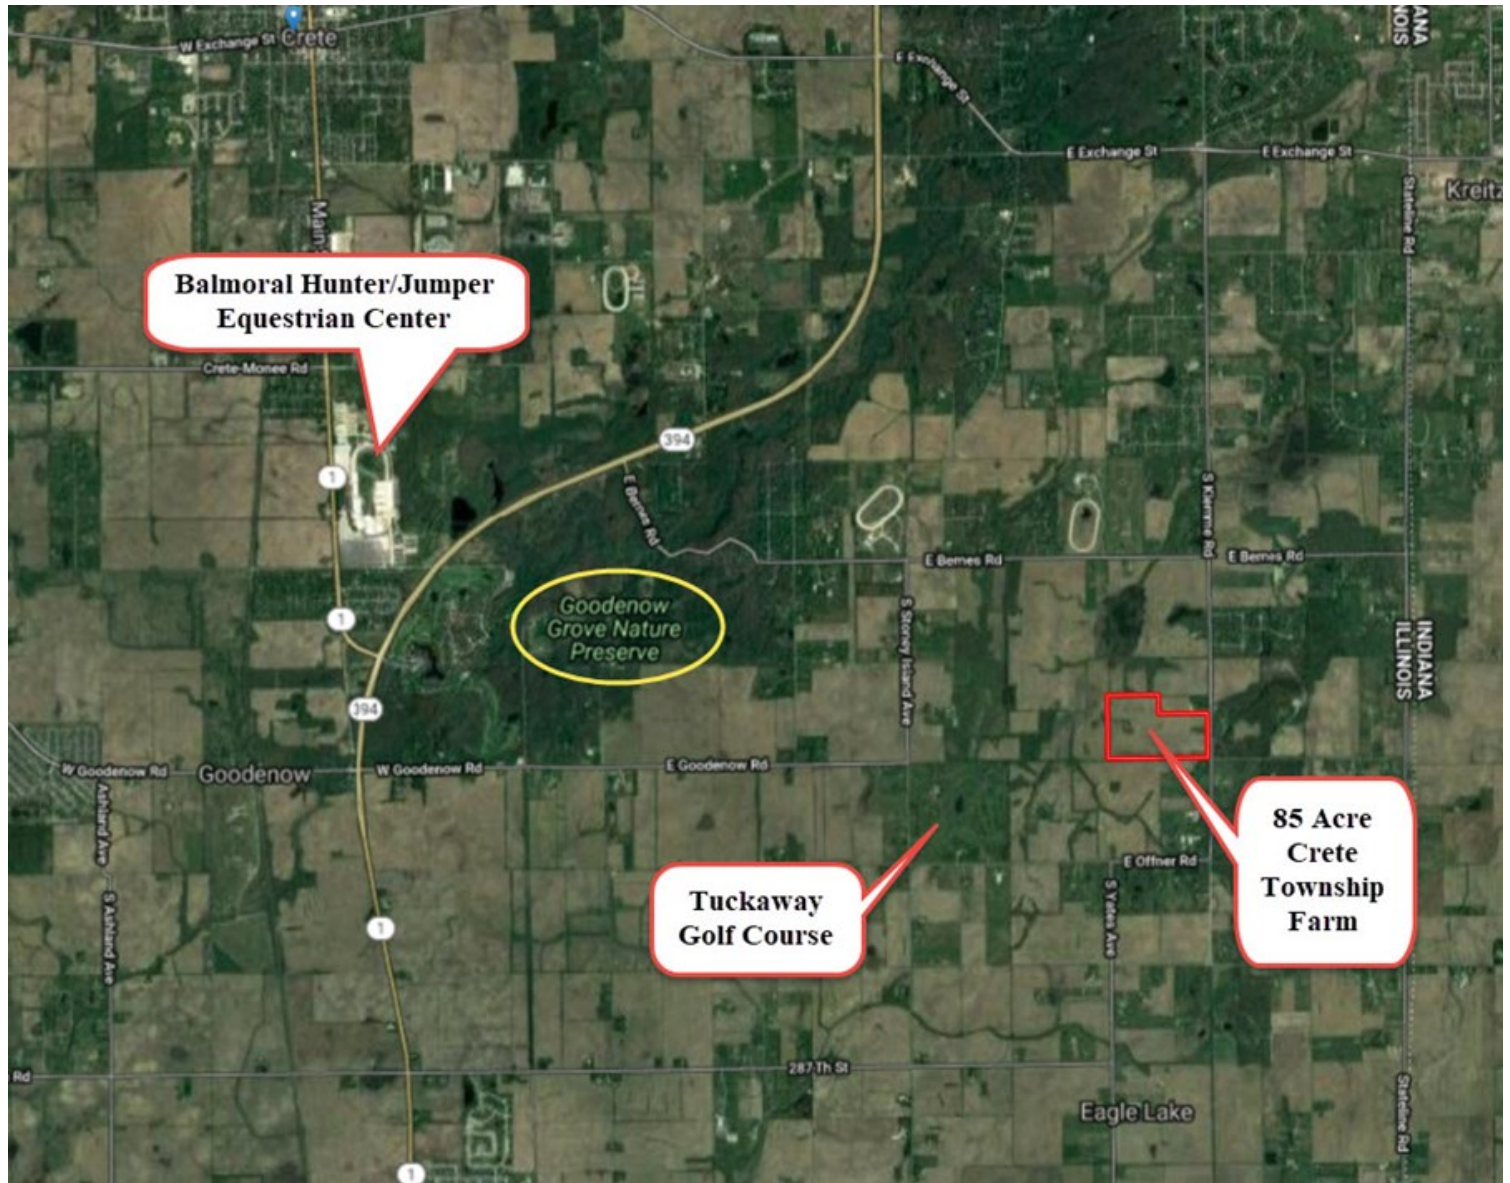 W Exchange St
Crete
E Exchange St
E Exchange St
E Exchange St
INDIANA
ILLINOIS
Stateline Rd
Main
Balmoral Hunter/Jumper
Equestrian Center
Crete-Monee Rd
394
1
E Bemes Rd
S Klemme Rd
E Bemes Rd
E Bemes Rd
Goodenow
Grove Nature
Preserve
1
S Stoney Island Ave
INDIANA
ILLINOIS
394
W Goodenow Rd
Goodenow
W Goodenow Rd
E Goodenow Rd
Ashland Ave
S Ashland Ave
85 Acre
Crete
Township
Farm
E Offner Rd
Tuckaway
Golf Course
S Yates Ave
1
Rd
287 Th St
Eagle Lake
Stateline Rd
1